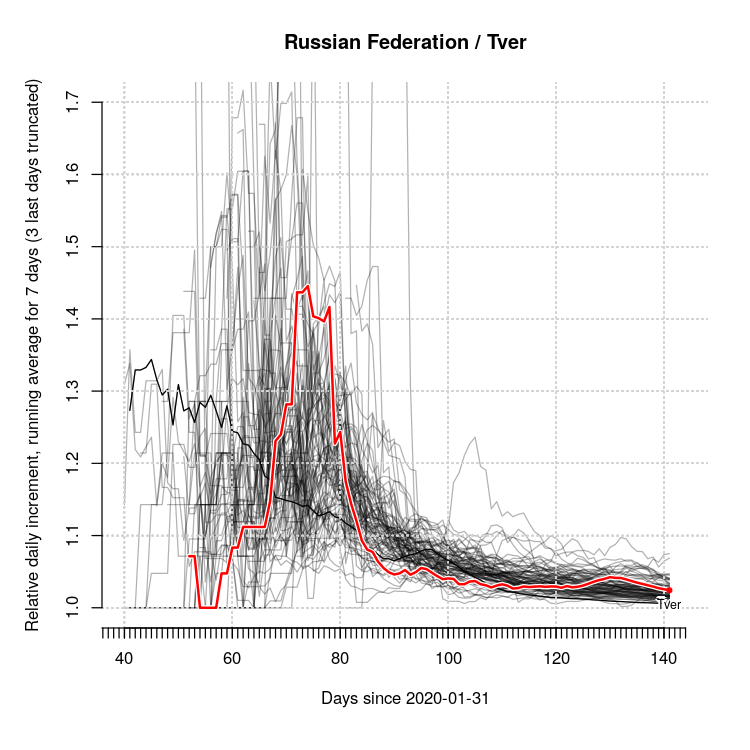 Russian Federation / Tver
Relative daily increment, running average for 7 days (3 last days truncated)
1.7
1.6
1.5
1.4
1.3
1.2
1.1
1.0
Tver
40 60 80 100 120 140
Days since 2020-01-31